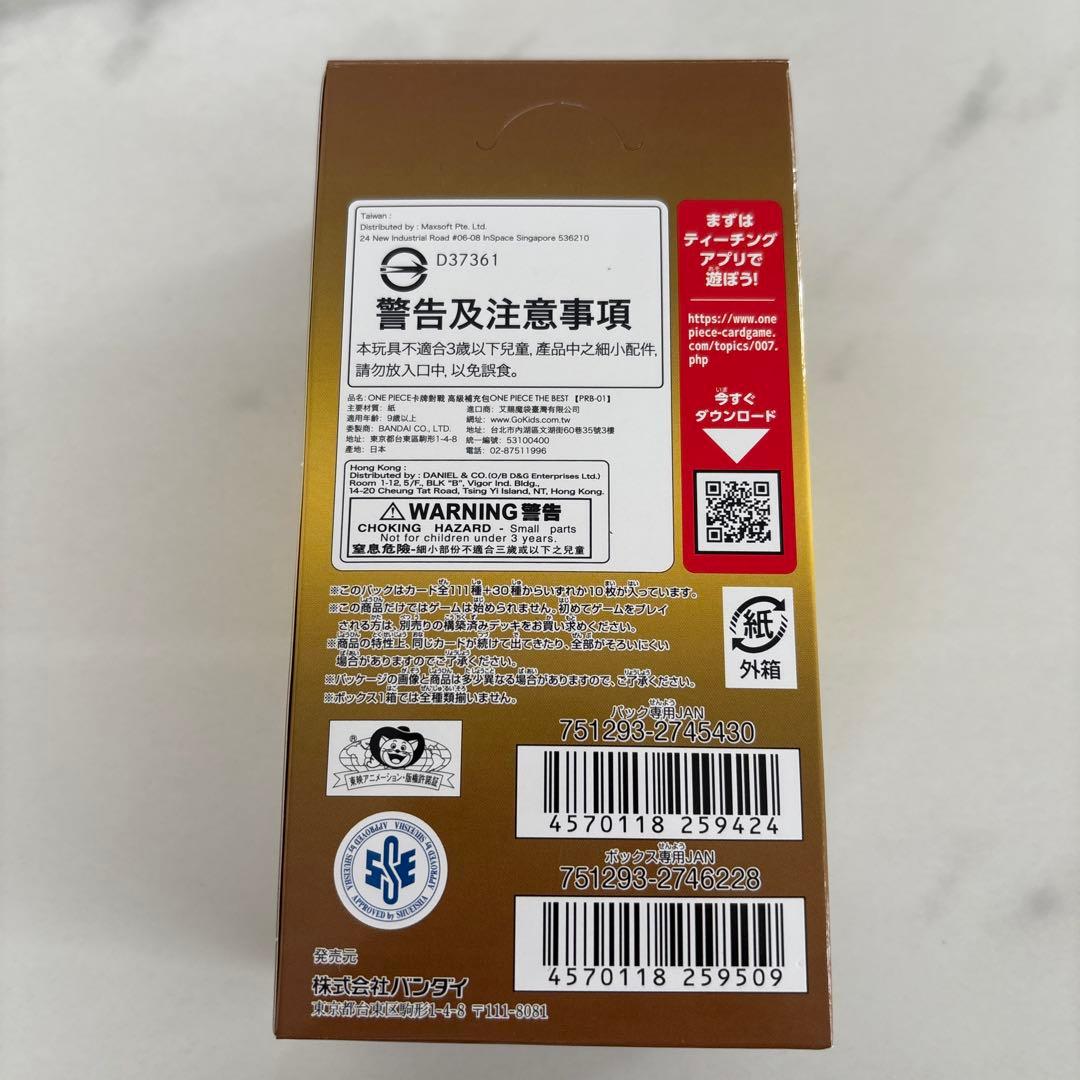 Taiwan :
Distributed by : Maxsoft Pte. Ltd.
24 New Industrial Road #06-08 InSpace Singapore 536210
D37361
警告及注意事項
本玩具不適合3歲以下兒童,產品中之細小配件,
請勿放入口中,以免誤食。
品名: ONE PIECE卡牌對戰 高級補充包ONE PIECE THE BEST 【PRB-01】
主要材質: 紙
適用年齡: 9歲以上
委製商: BANDAI CO., LTD.
地址: 東京都台東區駒形1-4-8
產地: 日本
進口商: 艾賜魔袋臺灣有限公司
網址: www.GoKids.com.tw
地址: 台北市內湖區文湖街60巷35號3樓
統一編號: 53100400
電話: 02-87511996
Hong Kong :
Distributed by : DANIEL & CO.(O/B D&G Enterprises Ltd.)
Room 1-12, 5/F., BLK "B", Vigor Ind. Bldg.,
14-20 Cheung Tat Road, Tsing Yi Island, NT, Hong Kong.
WARNING 警告
CHOKING HAZARD - Small parts
Not for children under 3 years.
窒息危險-細小部份不適合三歲或以下之兒童
まずは
ティーチング
アプリで
遊ぼう!
https://www.one
piece-cardgame.
com/topics/007.
php
今すぐ
ダウンロード
※このパックはカード全111種+30種からいずれか10枚が入っています。
※この商品だけではゲームは始められません。初めてゲームをプレイ
される方は、別売りの構築済みデッキをお買い求めください。
※商品の特性上、同じカードが続けて出てきたり、全部がそろいにくい
場合がありますのでご了承ください。
※パッケージの画像と商品は多少異なる場合がありますので、ご了承ください。
※ボックス1箱では全種類揃いません。
紙
外箱
パック専用JAN
751293-2745430
4570118 259424
ボックス専用JAN
751293-2746228
4570118 259509
®
東映アニメーション・版権許諾証
APPROVED by SHUEISHA
APPROVED by SHUEISHA
APPROVED by SHUEISHA
SSE
発売元
株式会社バンダイ
東京都台東区駒形1-4-8 〒111-8081